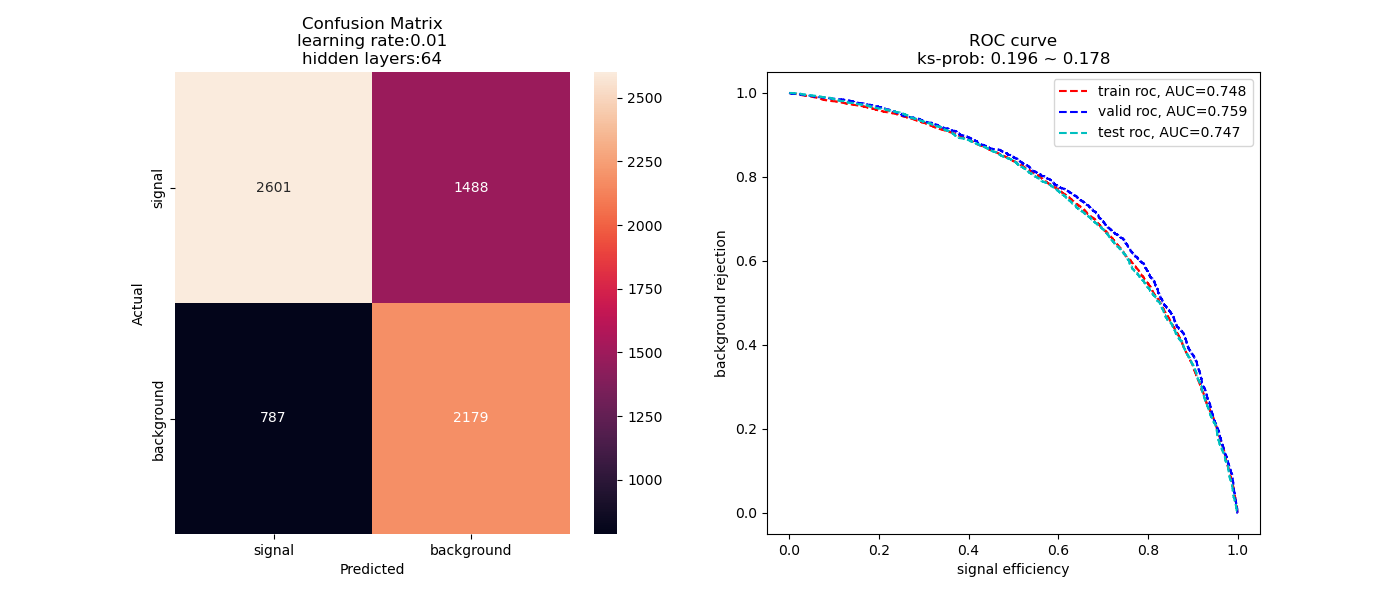 Confusion Matrix
learning rate:0.01
hidden layers:64
signal
background
Actual
2601
1488
787
2179
signal
background
Predicted
2500
2250
2000
1750
1500
1250
1000
ROC curve
ks-prob: 0.196 ~ 0.178
train roc, AUC=0.748
valid roc, AUC=0.759
test roc, AUC=0.747
background rejection
1.0
0.8
0.6
0.4
0.2
0.0
0.0
0.2
0.4
0.6
0.8
1.0
signal efficiency